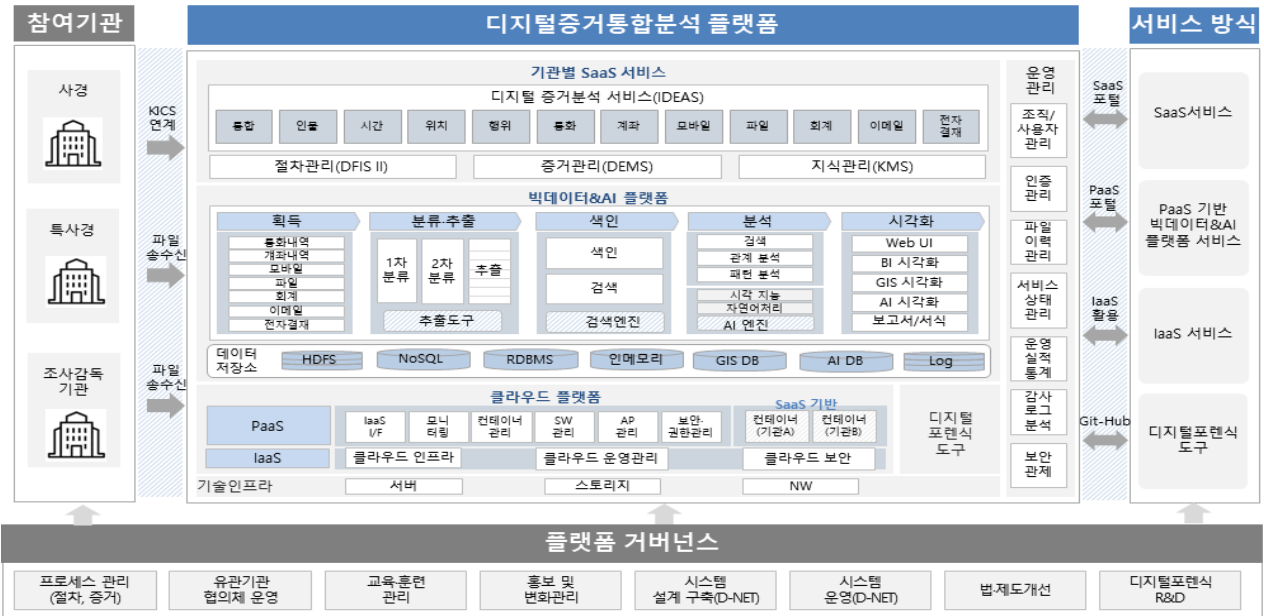 참여기관
디지털증거통합분석 플랫폼
서비스 방식
사경
특사경
조사감독
기관
KICS
연계
파일
송수신
파일
송수신
기관별 SaaS 서비스
디지털 증거분석 서비스(IDEAS)
통합
인물
시간
위치
행위
통화
계좌
모바일
파일
회계
이메일
전자
결재
절차관리(DFIS II)
증거관리(DEMS)
지식관리(KMS)
빅데이터&AI 플랫폼
획득
통화내역
계좌내역
모바일
파일
회계
이메일
전자결재
분류·추출
1차
분류
2차
분류
추출
추출도구
색인
색인
검색
검색엔진
분석
검색
관계 분석
패턴 분석
시각 지능
자연어처리
AI 엔진
시각화
Web UI
BI 시각화
GIS 시각화
AI 시각화
보고서/서식
데이터
저장소
HDFS
NoSQL
RDBMS
인메모리
GIS DB
AI DB
Log
클라우드 플랫폼
SaaS 기반
PaaS
IaaS
I/F
모니
터링
컨테이너
관리
SW
관리
AP
관리
보안·
권한관리
컨테이너
(기관A)
컨테이너
(기관B)
IaaS
클라우드 인프라
클라우드 운영관리
클라우드 보안
디지털
포렌식
도구
기술인프라
서버
스토리지
NW
운영
관리
조직/
사용자
관리
인증
관리
파일
이력
관리
서비스
상태
관리
운영
실적
통계
감사
로그
분석
보안
관제
SaaS
포털
PaaS
포털
IaaS
활용
Git-Hub
SaaS서비스
PaaS 기반
빅데이터&AI
플랫폼 서비스
IaaS 서비스
디지털포렌식
도구
플랫폼 거버넌스
프로세스 관리
(절차, 증거)
유관기관
협의체 운영
교육·훈련
관리
홍보 및
변화관리
시스템
설계 구축(D-NET)
시스템
운영(D-NET)
법·제도개선
디지털포렌식
R&D